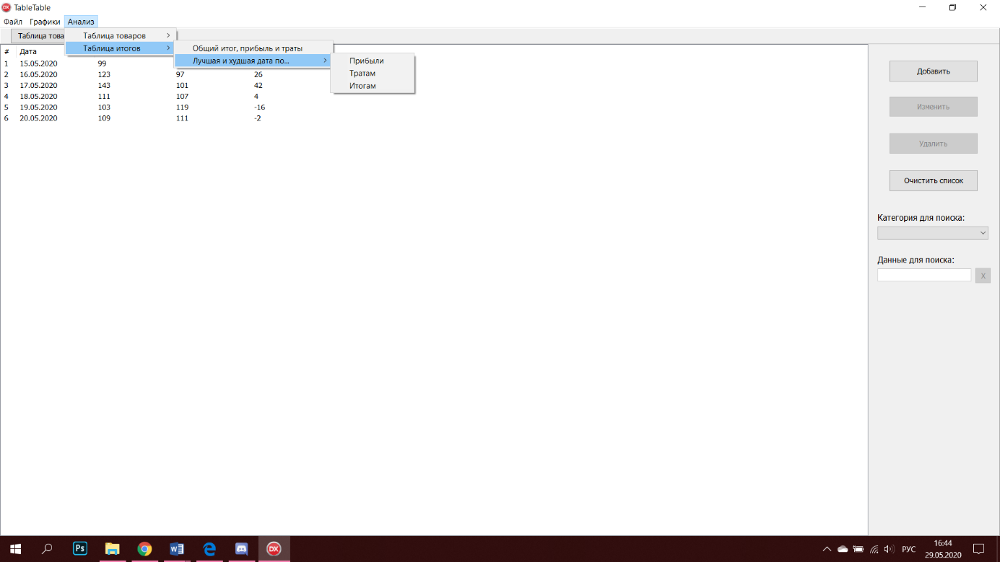 TableTable
Файл Графики Анализ
Таблица това
Таблица товаров
Таблица итогов
Общий итог, прибыль и траты
Лучшая и худшая дата по...
Прибыли
Тратам
Итогам
# Дата
1 15.05.2020 99
2 16.05.2020 123 97 26
3 17.05.2020 143 101 42
4 18.05.2020 111 107 4
5 19.05.2020 103 119 -16
6 20.05.2020 109 111 -2
Добавить
Изменить
Удалить
Очистить список
Категория для поиска:
Данные для поиска:
X
Ps
W
DX
РУС
16:44
29.05.2020